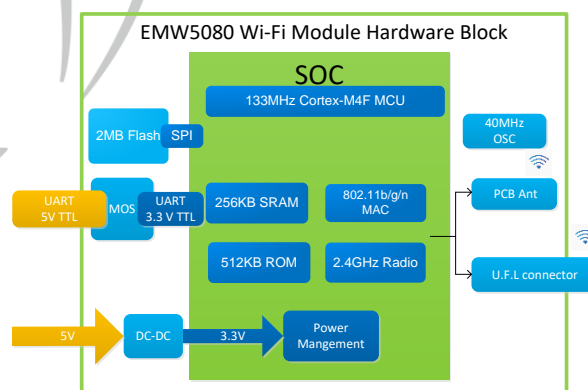 EMW5080 Wi-Fi Module Hardware Block
SOC
133MHz Cortex-M4F MCU
2MB Flash
SPI
40MHz
OSC
UART
5V TTL
MOS
UART
3.3 V TTL
256KB SRAM
802.11b/g/n
MAC
PCB Ant
512KB ROM
2.4GHz Radio
U.F.L connector
5V
DC-DC
3.3V
Power
Mangement